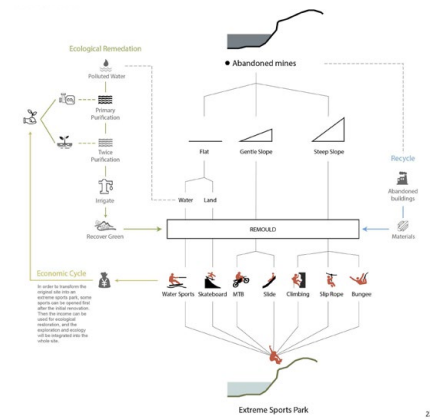 Ecological Remedation
Polluted Water
Primary
Purification
Twice
Purification
Irrigate
Recover Green
Abandoned mines
Flat
Gentle Slope
Steep Slope
Water
Land
Recycle
Abandoned
buildings
Materials
REMOULD
Economic Cycle
In order to transform the
original site into an
extreme sports park, some
sports can be opened first
after the initial renovation.
Then the income can be
used for ecological
restoration, and the
exploration and ecology
will be integrated into the
whole site.
Water Sports
Skateboard
MTB
Slide
Climbing
Slip Rope
Bungee
Extreme Sports Park
2